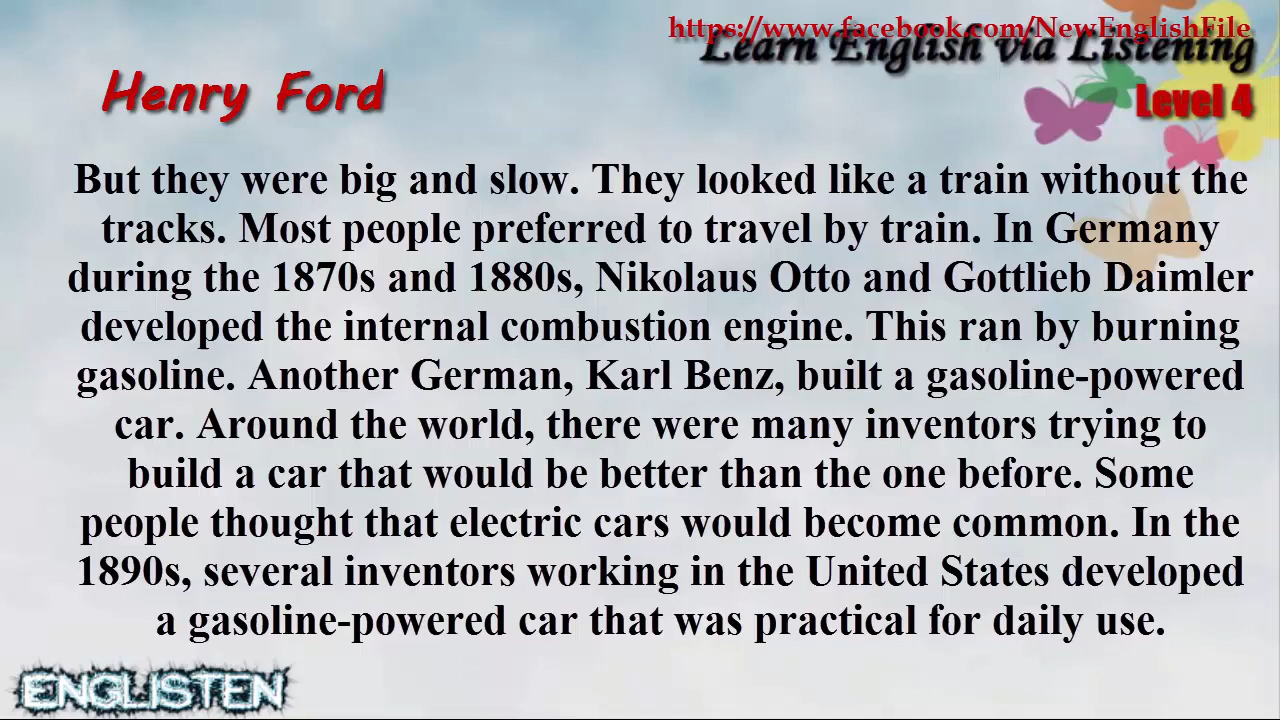 https://www.facebook.com/NewEnglishFile
Learn English via Listening
Henry Ford
Level 4
But they were big and slow. They looked like a train without the
tracks. Most people preferred to travel by train. In Germany
during the 1870s and 1880s, Nikolaus Otto and Gottlieb Daimler
developed the internal combustion engine. This ran by burning
gasoline. Another German, Karl Benz, built a gasoline-powered
car. Around the world, there were many inventors trying to
build a car that would be better than the one before. Some
people thought that electric cars would become common. In the
1890s, several inventors working in the United States developed
a gasoline-powered car that was practical for daily use.
ENGLISTEN